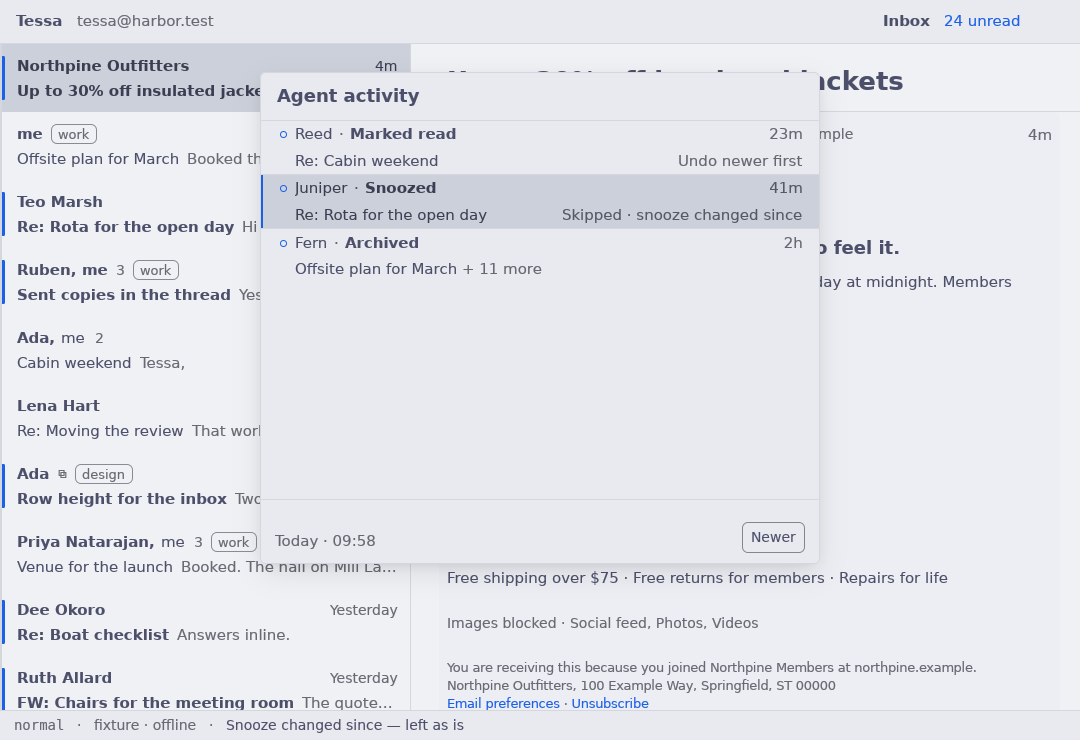 Tessa tessa@harbor.test Inbox 24 unread
Northpine Outfitters 4m
Up to 30% off insulated jacke
me work
Offsite plan for March Booked th
Teo Marsh
Re: Rota for the open day Hi
Ruben, me 3 work
Sent copies in the thread Yes
Ada, me 2
Cabin weekend Tessa,
Lena Hart
Re: Moving the review That worl
Ada design
Row height for the inbox Two
Priya Natarajan, me 3 work
Venue for the launch Booked. The hall on Mill La…
Dee Okoro Yesterday
Re: Boat checklist Answers inline.
Ruth Allard Yesterday
FW: Chairs for the meeting room The quote…
Agent activity
Reed · Marked read 23m
Re: Cabin weekend Undo newer first
Juniper · Snoozed 41m
Re: Rota for the open day Skipped · snooze changed since
Fern · Archived 2h
Offsite plan for March + 11 more
Today · 09:58 Newer
ackets
mple 4m
o feel it.
day at midnight. Members
Free shipping over $75 · Free returns for members · Repairs for life
Images blocked · Social feed, Photos, Videos
You are receiving this because you joined Northpine Members at northpine.example.
Northpine Outfitters, 100 Example Way, Springfield, ST 00000
Email preferences · Unsubscribe
normal · fixture · offline · Snooze changed since — left as is